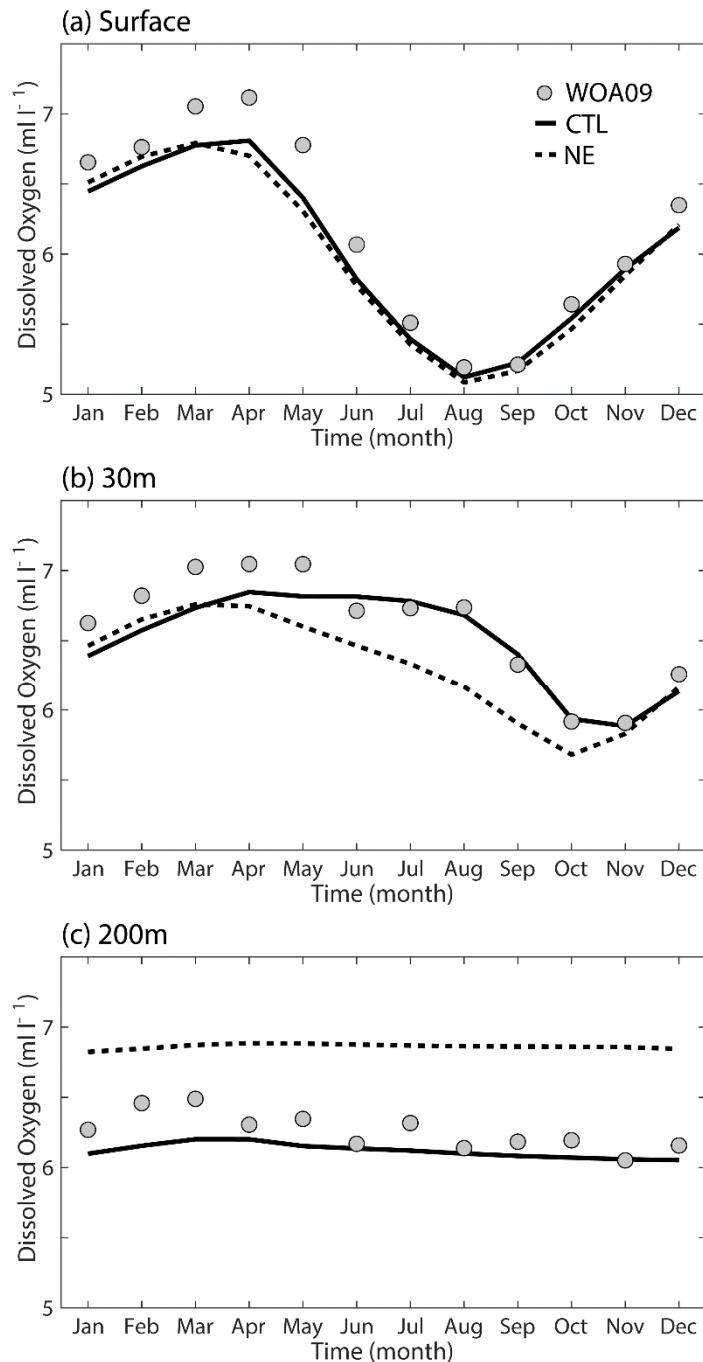 (a) Surface
Dissolved Oxygen (ml l⁻¹)
7
6
5
WOA09
CTL
NE
Jan Feb Mar Apr May Jun Jul Aug Sep Oct Nov Dec
Time (month)
(b) 30m
Dissolved Oxygen (ml l⁻¹)
7
6
5
Jan Feb Mar Apr May Jun Jul Aug Sep Oct Nov Dec
Time (month)
(c) 200m
Dissolved Oxygen (ml l⁻¹)
7
6
5
Jan Feb Mar Apr May Jun Jul Aug Sep Oct Nov Dec
Time (month)